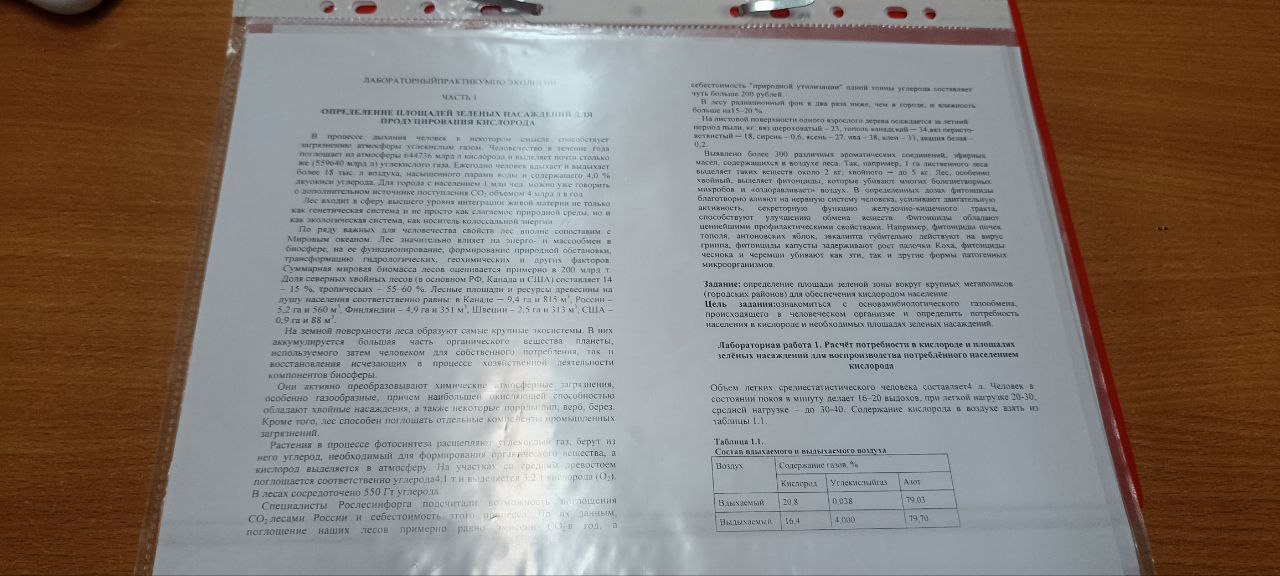 ЛАБОРАТОРНЫЙПРАКТИКУМПО ЭКОЛОГИИ
ЧАСТЬ 1
ОПРЕДЕЛЕНИЕ ПЛОЩАДЕЙ ЗЕЛЕНЫХ НАСАЖДЕНИЙ ДЛЯ
ПРОДУЦИРОВАНИЯ КИСЛОРОДА
В процессе дыхания человек в некотором смысле способствует
загрязнению атмосферы углекислым газом. Человечество в течение года
поглощает из атмосферы 644736 млрд л кислорода и выделяет почти столько
же (559640 млрд л) углекислого газа. Ежегодно человек вдыхает и выдыхает
более 18 тыс. л воздуха, насыщенного парами воды и содержащего 4,0 %
двуокиси углерода. Для города с населением 1 млн чел. можно уже говорить
о дополнительном источнике поступления CO₂ объемом 4 млрд л в год.
Лес входит в сферу высшего уровня интеграции живой материи не только
как генетическая система и не просто как слагаемое природной среды, но и
как экологическая система, как носитель колоссальной энергии.
По ряду важных для человечества свойств лес вполне сопоставим с
Мировым океаном. Лес значительно влияет на энерго- и массообмен в
биосфере, на ее функционирование, формирование природной обстановки,
трансформацию гидрологических, геохимических и других факторов.
Суммарная мировая биомасса лесов оценивается примерно в 200 млрд т.
Доля северных хвойных лесов (в основном РФ, Канада и США) составляет 14
– 15 %, тропических – 55–60 %. Лесные площади и ресурсы древесины на
душу населения соответственно равны: в Канаде — 9,4 га и 815 м³, России –
5,2 га и 560 м³, Финляндии – 4,9 га и 351 м³, Швеции – 2,5 га и 313 м³, США –
0,9 га и 88 м³.
На земной поверхности леса образуют самые крупные экосистемы. В них
аккумулируется большая часть органического вещества планеты,
используемого затем человеком для собственного потребления, так и
восстановления исчезающих в процессе хозяйственной деятельности
компонентов биосферы.
Они активно преобразовывают химические атмосферные загрязнения,
особенно газообразные, причем наибольшей окисляющей способностью
обладают хвойные насаждения, а также некоторые породы лип, верб, берез.
Кроме того, лес способен поглощать отдельные компоненты промышленных
загрязнений.
Растения в процессе фотосинтеза расщепляют углекислый газ, берут из
него углерод, необходимый для формирования органического вещества, а
кислород выделяется в атмосферу. На участках со средним древостоем
поглощается соответственно углерода4,1 т и выделяется 3,2 т кислорода (O₂).
В лесах сосредоточено 550 Гт углерода.
Специалисты Рослесинфорга подсчитали возможность поглощения
CO₂ лесами России и себестоимость этого процесса. По их данным,
поглощение наших лесов примерно равно эмиссии CO₂ в год, а
себестоимость "природной утилизации" одной тонны углерода составляет
чуть больше 200 рублей.
В лесу радиационный фон в два раза ниже, чем в городе, и влажность
больше на15–20 %.
На листовой поверхности одного взрослого дерева осаждается за летний
период пыли, кг: вяз шероховатый – 23, тополь канадский — 34,вяз перисто-
ветвистый — 18, сирень – 0,6, ясень – 27, ива – 38, клен – 33, акация белая –
0,2.
Выявлено более 300 различных ароматических соединений, эфирных
масел, содержащихся в воздухе леса. Так, например, 1 га лиственного леса
выделяет таких веществ около 2 кг, хвойного — до 5 кг. Лес, особенно
хвойный, выделяет фитонциды, которые убивают многих болезнетворных
микробов и «оздоравливает» воздух. В определенных дозах фитонциды
благотворно влияют на нервную систему человека, усиливают двигательную
активность, секреторную функцию желудочно-кишечного тракта,
способствуют улучшению обмена веществ. Фитонциды обладают
ценнейшими профилактическими свойствами. Например, фитонциды почек
тополя, антоновских яблок, эвкалипта губительно действуют на вирус
гриппа, фитонциды капусты задерживают рост палочки Коха, фитонциды
чеснока и черемши убивают как эти, так и другие формы патогенных
микроорганизмов.
Задание: определение площади зеленой зоны вокруг крупных мегаполисов
(городских районов) для обеспечения кислородом население.
Цель задания:ознакомиться с основамибиологического газообмена,
происходящего в человеческом организме и определить потребность
населения в кислороде и необходимых площадях зеленых насаждений.
Лабораторная работа 1. Расчёт потребности в кислороде и площадях
зелёных насаждений для воспроизводства потреблённого населением
кислорода
Объем легких среднестатистического человека составляет4 л. Человек в
состоянии покоя в минуту делает 16–20 выдохов, при легкой нагрузке 20-30,
средней нагрузке – до 30-40. Содержание кислорода в воздухе взять из
таблицы 1.1.
Таблица 1.1.
Состав вдыхаемого и выдыхаемого воздуха
Воздух Содержание газов, %
Кислород Углекислыйгаз Азот
Вдыхаемый 20,8 0,038 79,03
Выдыхаемый 16,4 4,000 79,70